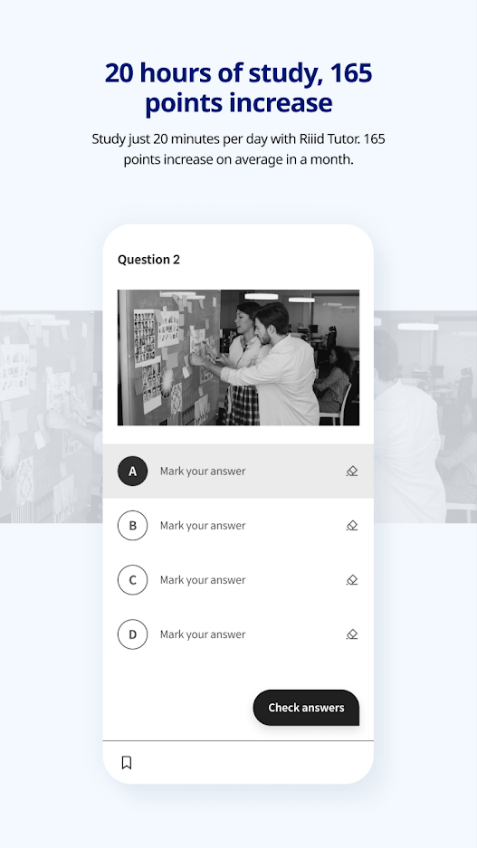 20 hours of study, 165
points increase
Study just 20 minutes per day with Riiid Tutor. 165
points increase on average in a month.
Question 2
A Mark your answer
B Mark your answer
C Mark your answer
D Mark your answer
Check answers